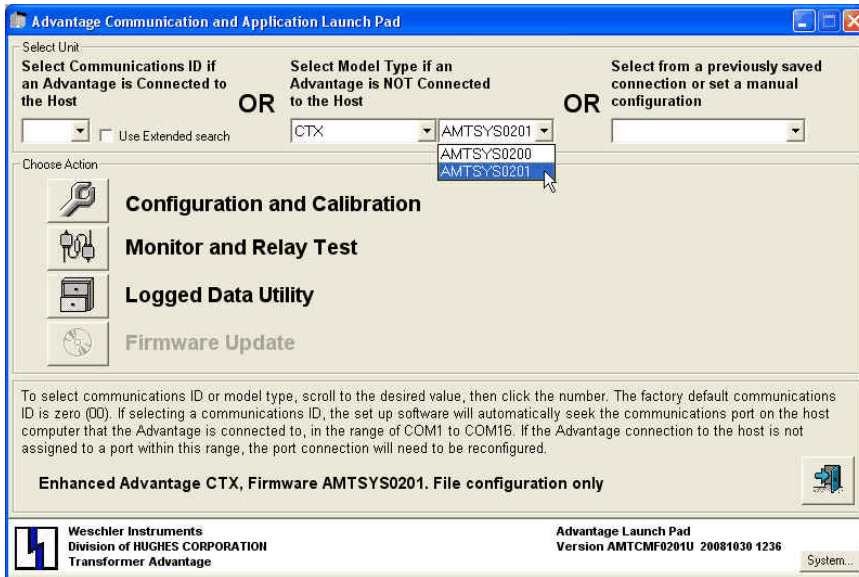 Advantage Communication and Application Launch Pad
Select Unit
Select Communications ID if
an Advantage is Connected to
the Host
OR
Select Model Type if an
Advantage is NOT Connected
to the Host
OR
Select from a previously saved
connection or set a manual
configuration
Use Extended search
CTX
AMTSYS0201
AMTSYS0200
AMTSYS0201
Choose Action
Configuration and Calibration
Monitor and Relay Test
Logged Data Utility
Firmware Update
To select communications ID or model type, scroll to the desired value, then click the number. The factory default communications
ID is zero (00). If selecting a communications ID, the set up software will automatically seek the communications port on the host
computer that the Advantage is connected to, in the range of COM1 to COM16. If the Advantage connection to the host is not
assigned to a port within this range, the port connection will need to be reconfigured.
Enhanced Advantage CTX, Firmware AMTSYS0201. File configuration only
Weschler Instruments
Division of HUGHES CORPORATION
Transformer Advantage
Advantage Launch Pad
Version AMTCMF0201U 20081030 1236
System...